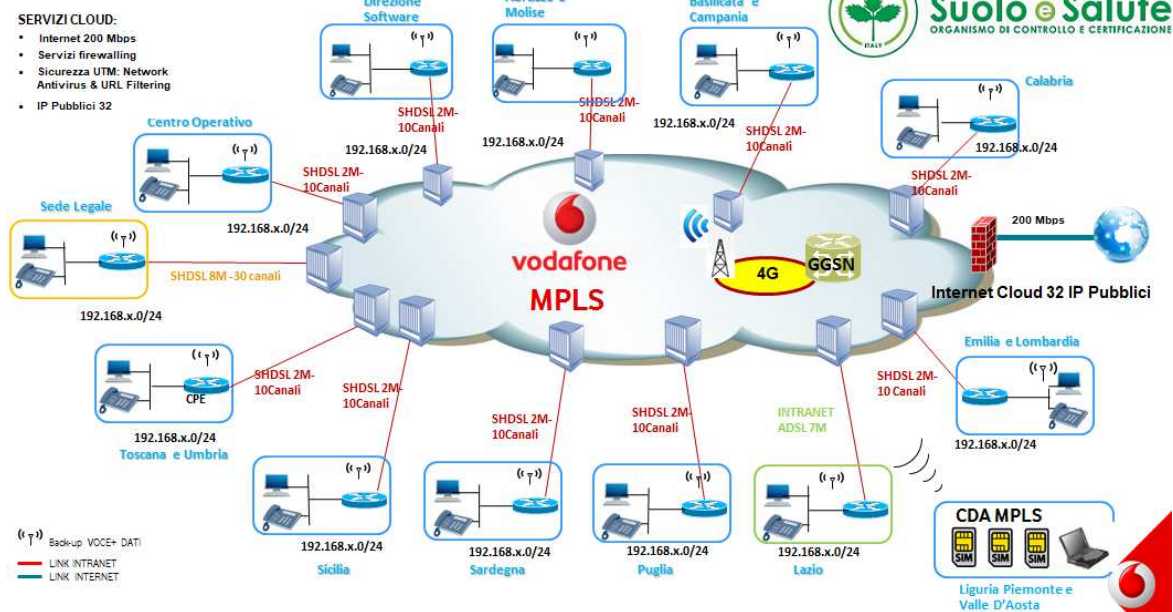 SERVIZI CLOUD:
Internet 200 Mbps
Servizi firewalling
Sicurezza UTM: Network
Antivirus & URL Filtering
IP Pubblici 32
Direzione
Software
Abruzzo e
Molise
Basilicata e
Campania
ITALY
Suolo e Salute
ORGANISMO DI CONTROLLO E CERTIFICAZIONE
Calabria
SHDSL 2M-
10Canali
192.168.x.0/24
SHDSL 2M-
10Canali
192.168.x.0/24
SHDSL 2M-
10Canali
192.168.x.0/24
SHDSL 2M-
10Canali
192.168.x.0/24
Centro Operativo
SHDSL 2M-
10Canali
192.168.x.0/24
Sede Legale
SHDSL 8M -30 canali
192.168.x.0/24
vodafone
MPLS
4G
GGSN
200 Mbps
Internet Cloud 32 IP Pubblici
CPE
SHDSL 2M-
10Canali
192.168.x.0/24
Toscana e Umbria
SHDSL 2M-
10Canali
192.168.x.0/24
Sicilia
SHDSL 2M-
10Canali
192.168.x.0/24
Sardegna
SHDSL 2M-
10Canali
192.168.x.0/24
Puglia
INTRANET
ADSL 7M
192.168.x.0/24
Lazio
Emilia e Lombardia
SHDSL 2M-
10 Canali
192.168.x.0/24
CDA MPLS
SIM
SIM
SIM
Liguria Piemonte e
Valle D'Aosta
Back-up VOCE+ DATI
LINK INTRANET
LINK INTERNET